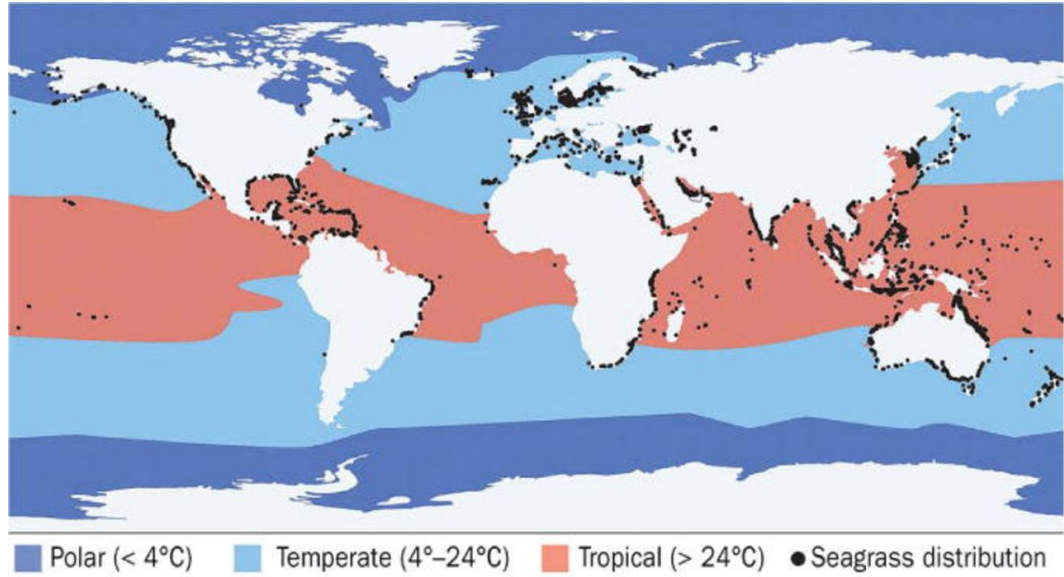 Polar (< 4°C) Temperate (4°–24°C) Tropical (> 24°C) Seagrass distribution